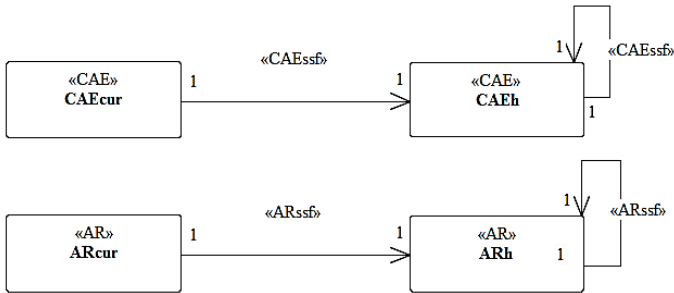 «CAEssf»
«CAE»
CAEcur
1
1
«CAE»
CAEh
1
«CAEssf»
1
«ARssf»
«AR»
ARcur
1
1
«AR»
ARh
1
«ARssf»
1